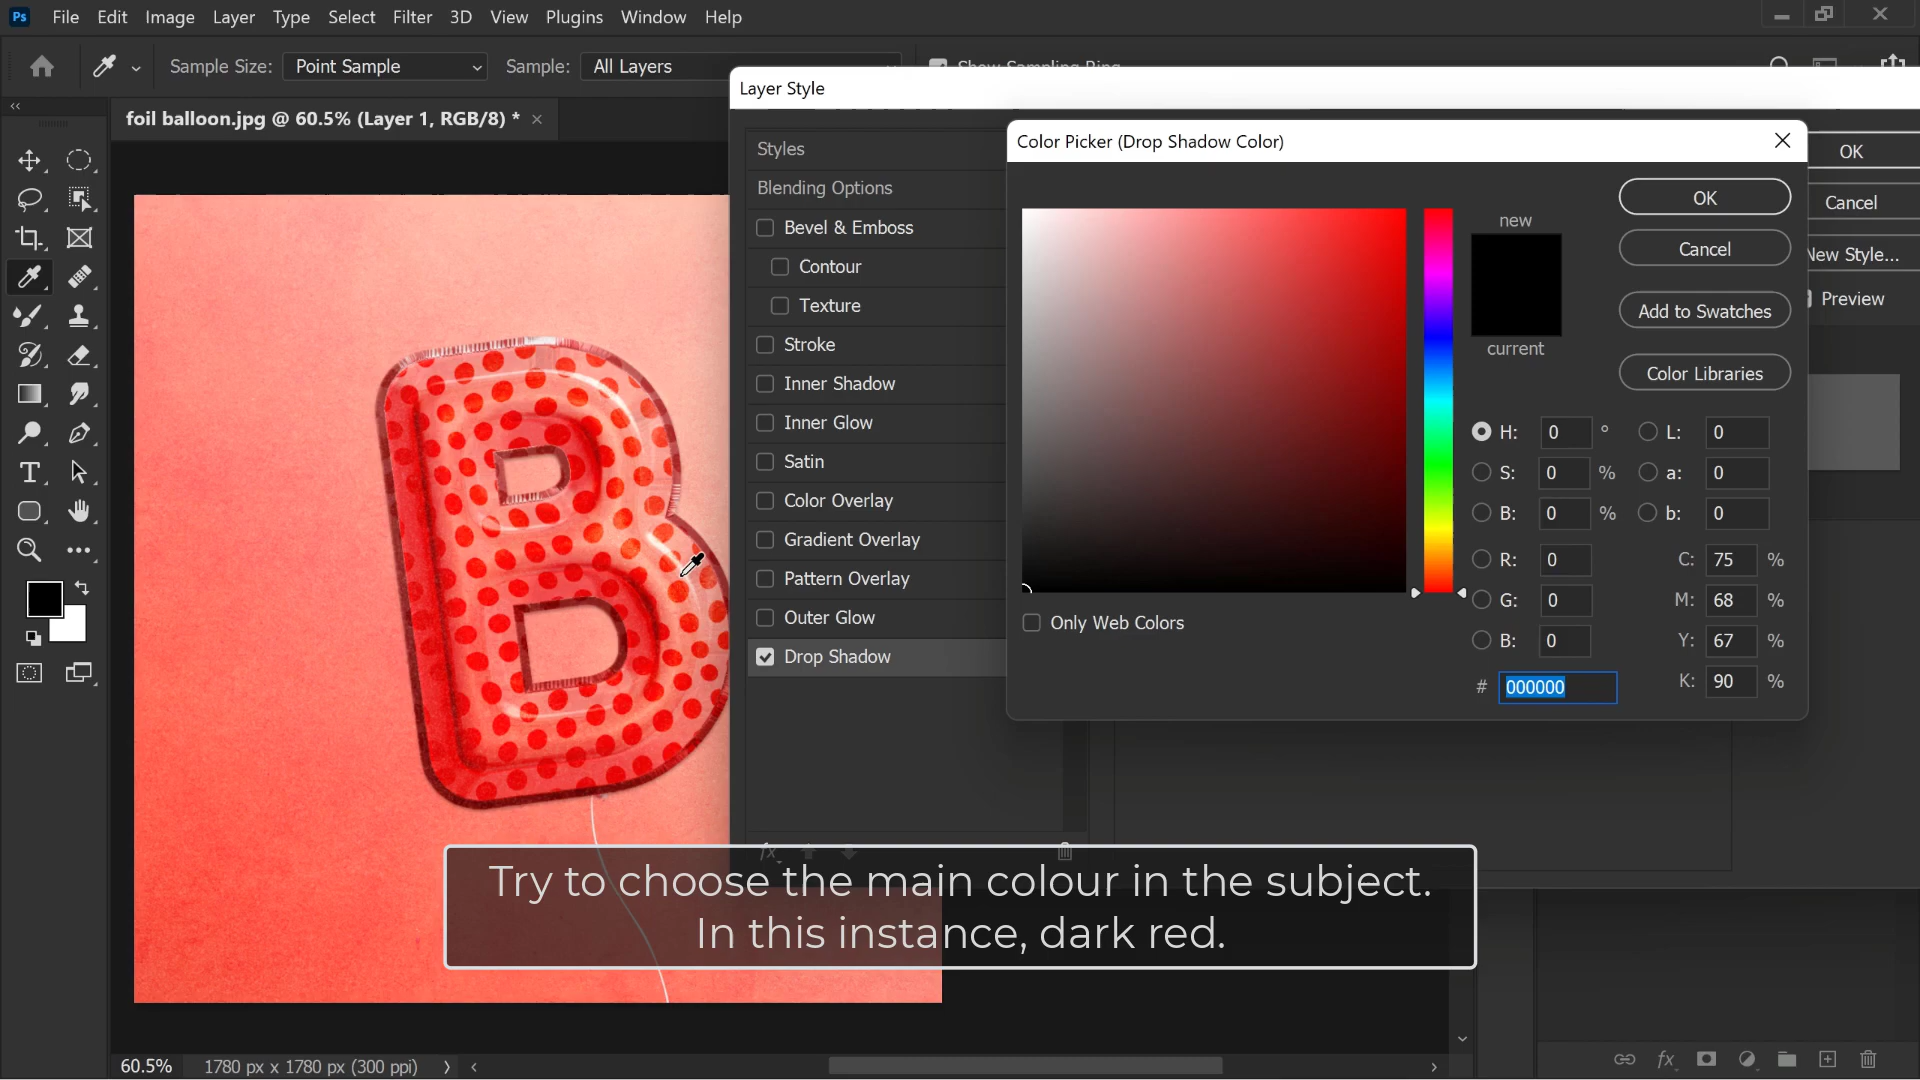 Ps File Edit Image Layer Type Select Filter 3D View Plugins Window Help
Sample Size: Point Sample Sample: All Layers Show Sampling Ring
foil balloon.jpg @ 60.5% (Layer 1, RGB/8) *
Layer Style
Styles
Blending Options
Bevel & Emboss
Contour
Texture
Stroke
Inner Shadow
Inner Glow
Satin
Color Overlay
Gradient Overlay
Pattern Overlay
Outer Glow
Drop Shadow
fx
Color Picker (Drop Shadow Color)
new
current
OK
Cancel
Add to Swatches
Color Libraries
H: 0 °
S: 0 %
B: 0 %
R: 0
G: 0
B: 0
# 000000
L: 0
a: 0
b: 0
C: 75 %
M: 68 %
Y: 67 %
K: 90 %
Only Web Colors
OK
Cancel
New Style...
Preview
B
T
Try to choose the main colour in the subject.
In this instance, dark red.
60.5% 1780 px x 1780 px (300 ppi)
fx